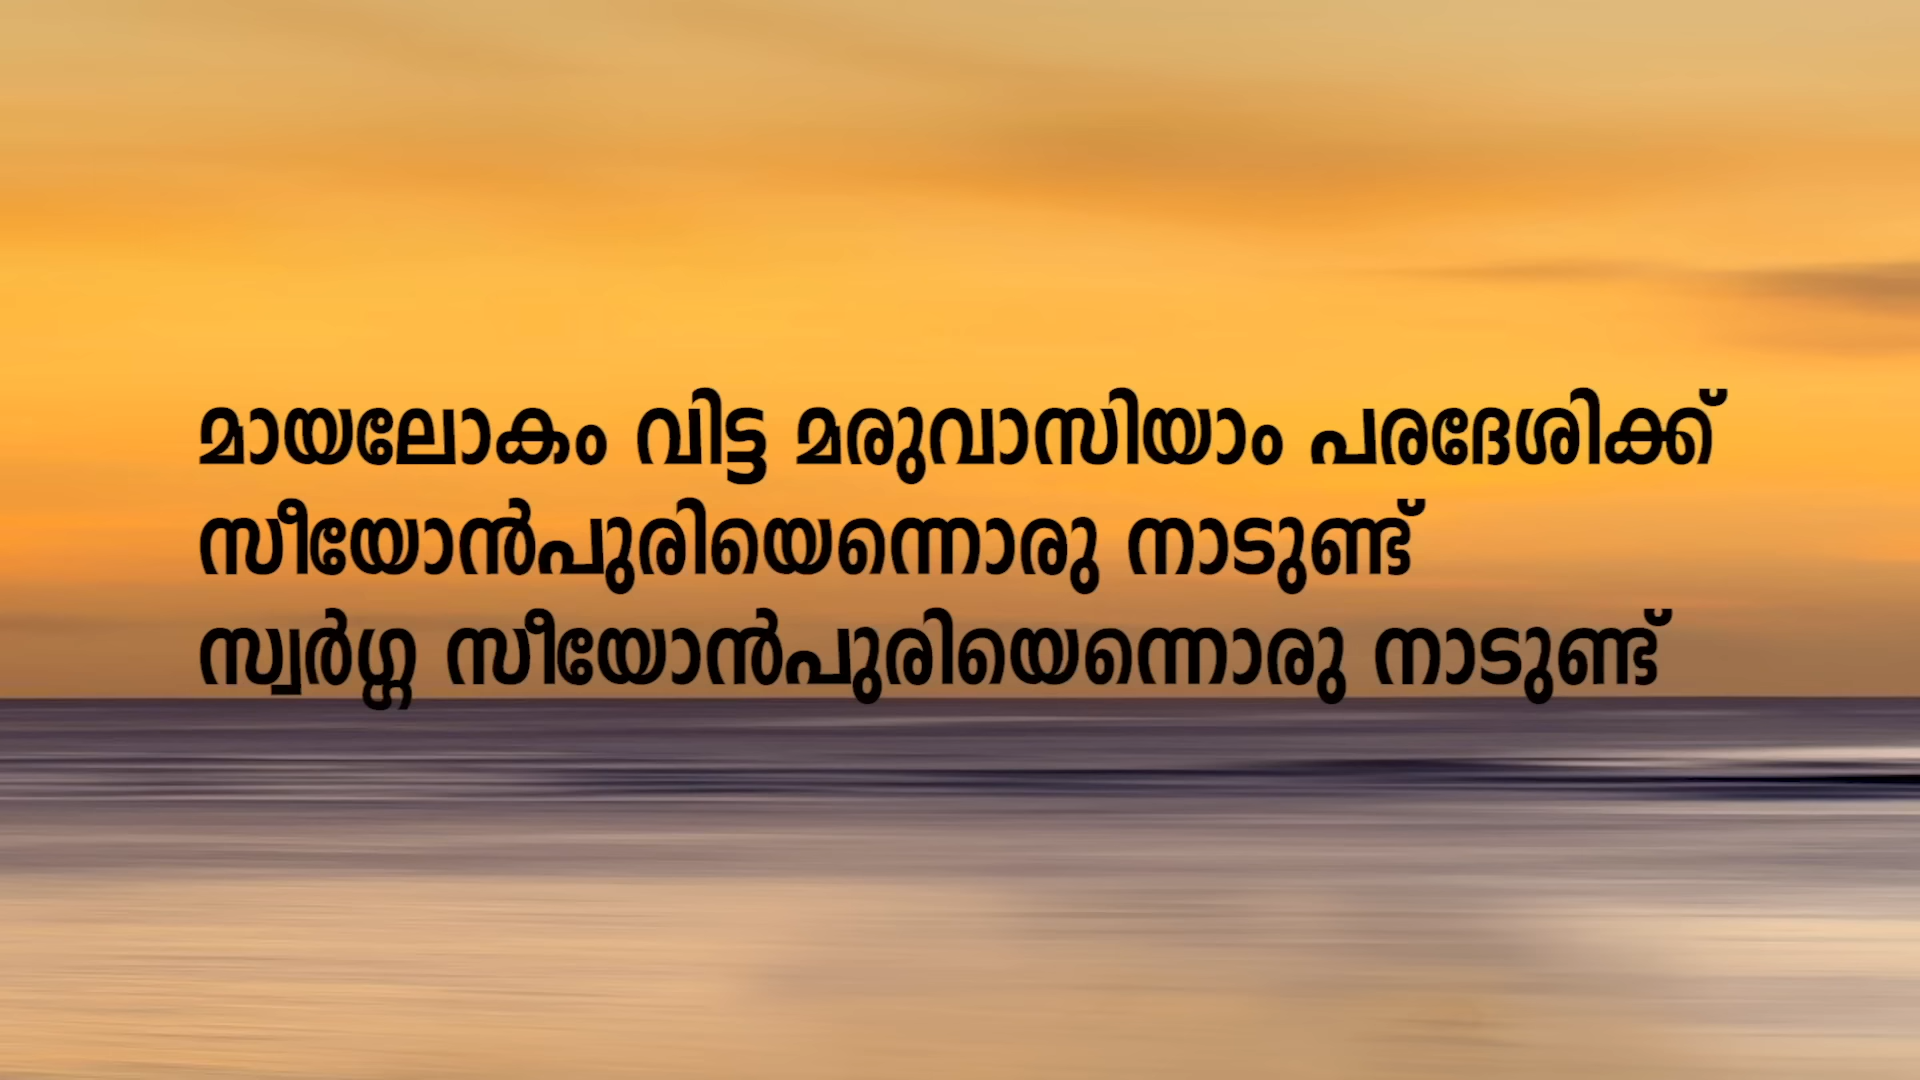 മായലോകം വിട്ട മരുവാസിയാം പരദേശിക്ക്
സീയോൻപുരിയെന്നൊരു നാടുണ്ട്
സ്വർഗ്ഗ സീയോൻപുരിയെന്നൊരു നാടുണ്ട്